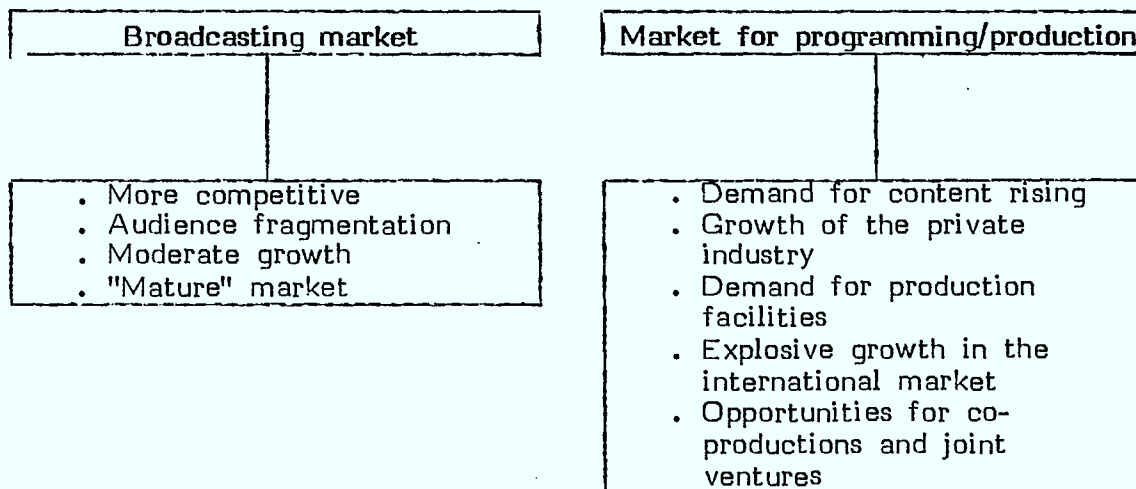 Broadcasting market
. More competitive
. Audience fragmentation
. Moderate growth
. "Mature" market
Market for programming/production
. Demand for content rising
. Growth of the private
industry
. Demand for production
facilities
. Explosive growth in the
international market
. Opportunities for co-
productions and joint
ventures